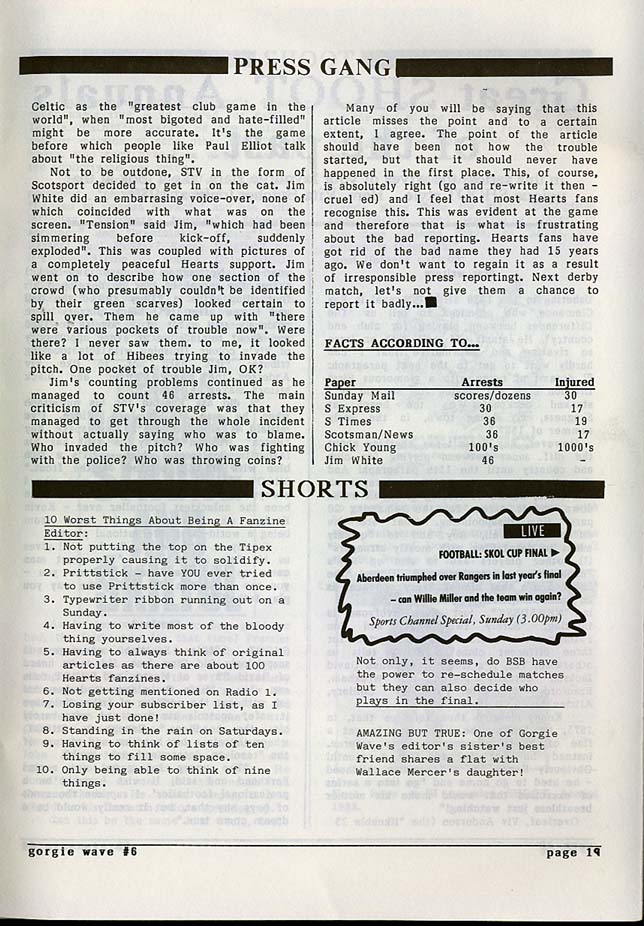 PRESS GANG
Celtic as the "greatest club game in the
world", when "most bigoted and hate-filled"
might be more accurate. It's the game
before which people like Paul Elliot talk
about "the religious thing".
Not to be outdone, STV in the form of
Scotsport decided to get in on the cat. Jim
White did an embarrasing voice-over, none of
which coincided with what was on the
screen. "Tension" said Jim, "which had been
simmering before kick-off, suddenly
exploded". This was coupled with pictures of
a completely peaceful Hearts support. Jim
went on to describe how one section of the
crowd (who presumably couldn't be identified
by their green scarves) looked certain to
spill over. Them he came up with "there
were various pockets of trouble now". Were
there? I never saw them. to me, it looked
like a lot of Hibees trying to invade the
pitch. One pocket of trouble Jim, OK?
Jim's counting problems continued as he
managed to count 46 arrests. The main
criticism of STV's coverage was that they
managed to get through the whole incident
without actually saying who was to blame.
Who invaded the pitch? Who was fighting
with the police? Who was throwing coins?
Many of you will be saying that this
article misses the point and to a certain
extent, I agree. The point of the article
should have been not how the trouble
started, but that it should never have
happened in the first place. This, of course,
is absolutely right (go and re-write it then -
cruel ed) and I feel that most Hearts fans
recognise this. This was evident at the game
and therefore that is what is frustrating
about the bad reporting. Hearts fans have
got rid of the bad name they had 15 years
ago. We don't want to regain it as a result
of irresponsible press reportingt. Next derby
match, let's not give them a chance to
report it badly...
FACTS ACCORDING TO...
Paper Arrests Injured
Sunday Mail scores/dozens 30
S Express 30 17
S Times 36 19
Scotsman/News 36 17
Chick Young 100's 1000's
Jim White 46 -
SHORTS
10 Worst Things About Being A Fanzine
Editor:
1. Not putting the top on the Tipex
properly causing it to solidify.
2. Prittstick - have YOU ever tried
to use Prittstick more than once.
3. Typewriter ribbon running out on a
Sunday.
4. Having to write most of the bloody
thing yourselves.
5. Having to always think of original
articles as there are about 100
Hearts fanzines.
6. Not getting mentioned on Radio 1.
7. Losing your subscriber list, as I
have just done!
8. Standing in the rain on Saturdays.
9. Having to think of lists of ten
things to fill some space.
10. Only being able to think of nine
things.
LIVE
FOOTBALL: SKOL CUP FINAL ▶
Aberdeen triumphed over Rangers in last year's final
– can Willie Miller and the team win again?
Sports Channel Special, Sunday (3.00pm)
Not only, it seems, do BSB have
the power to re-schedule matches
but they can also decide who
plays in the final.
AMAZING BUT TRUE: One of Gorgie
Wave's editor's sister's best
friend shares a flat with
Wallace Mercer's daughter!
gorgie wave #6
page 19